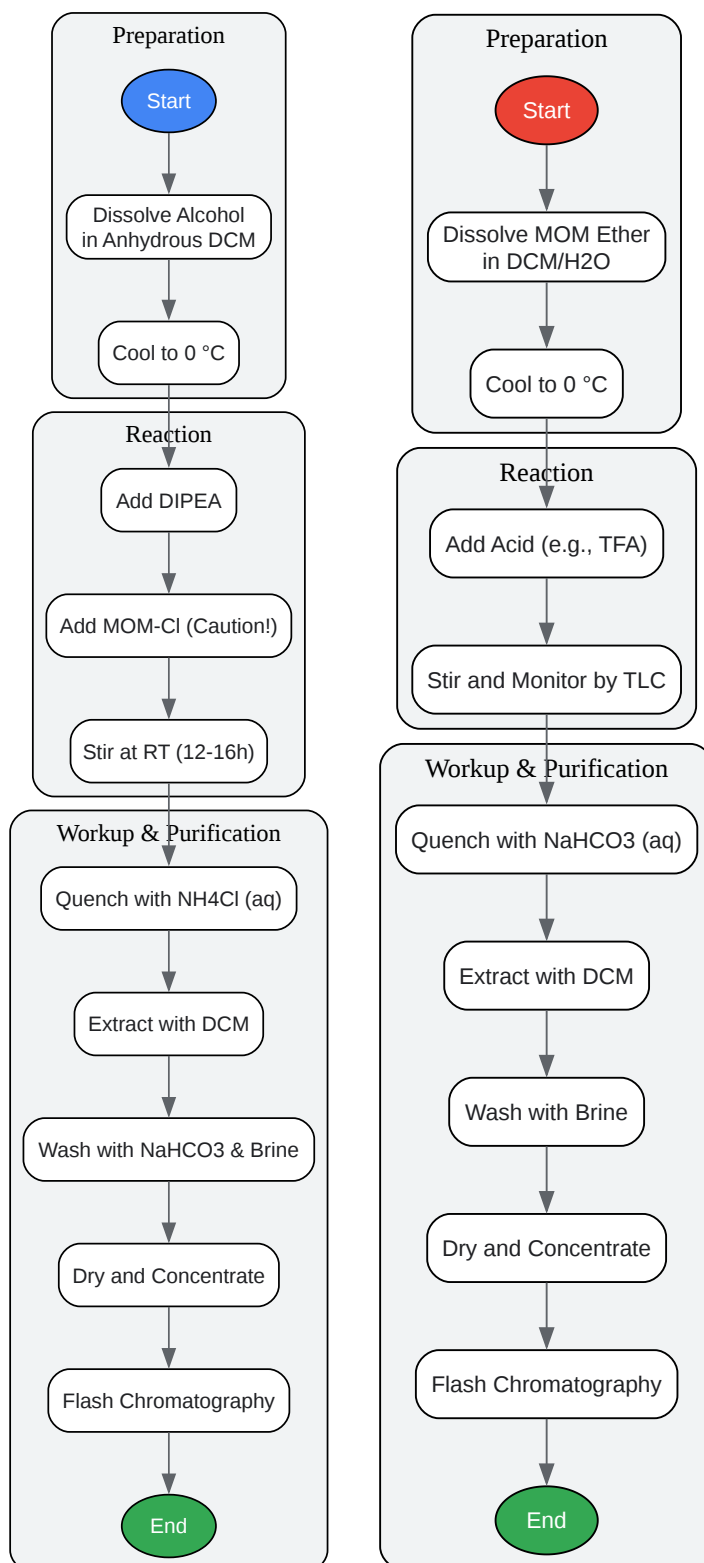 Preparation
Start
Dissolve Alcohol
in Anhydrous DCM
Cool to 0 °C
Reaction
Add DIPEA
Add MOM-Cl (Caution!)
Stir at RT (12-16h)
Workup & Purification
Quench with NH4Cl (aq)
Extract with DCM
Wash with NaHCO3 & Brine
Dry and Concentrate
Flash Chromatography
End
Preparation
Start
Dissolve MOM Ether
in DCM/H2O
Cool to 0 °C
Reaction
Add Acid (e.g., TFA)
Stir and Monitor by TLC
Workup & Purification
Quench with NaHCO3 (aq)
Extract with DCM
Wash with Brine
Dry and Concentrate
Flash Chromatography
End